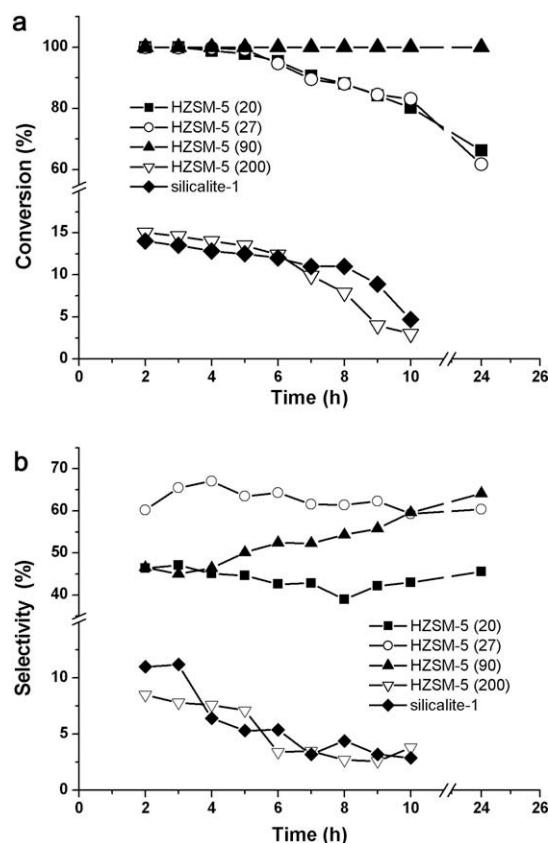 a
100
80
60
15
10
5
0
Conversion (%)
HZSM-5 (20)
HZSM-5 (27)
HZSM-5 (90)
HZSM-5 (200)
silicalite-1
0 2 4 6 8 10 24 26
Time (h)
b
70
60
50
40
10
5
0
Selectivity (%)
HZSM-5 (20)
HZSM-5 (27)
HZSM-5 (90)
HZSM-5 (200)
silicalite-1
0 2 4 6 8 10 24 26
Time (h)